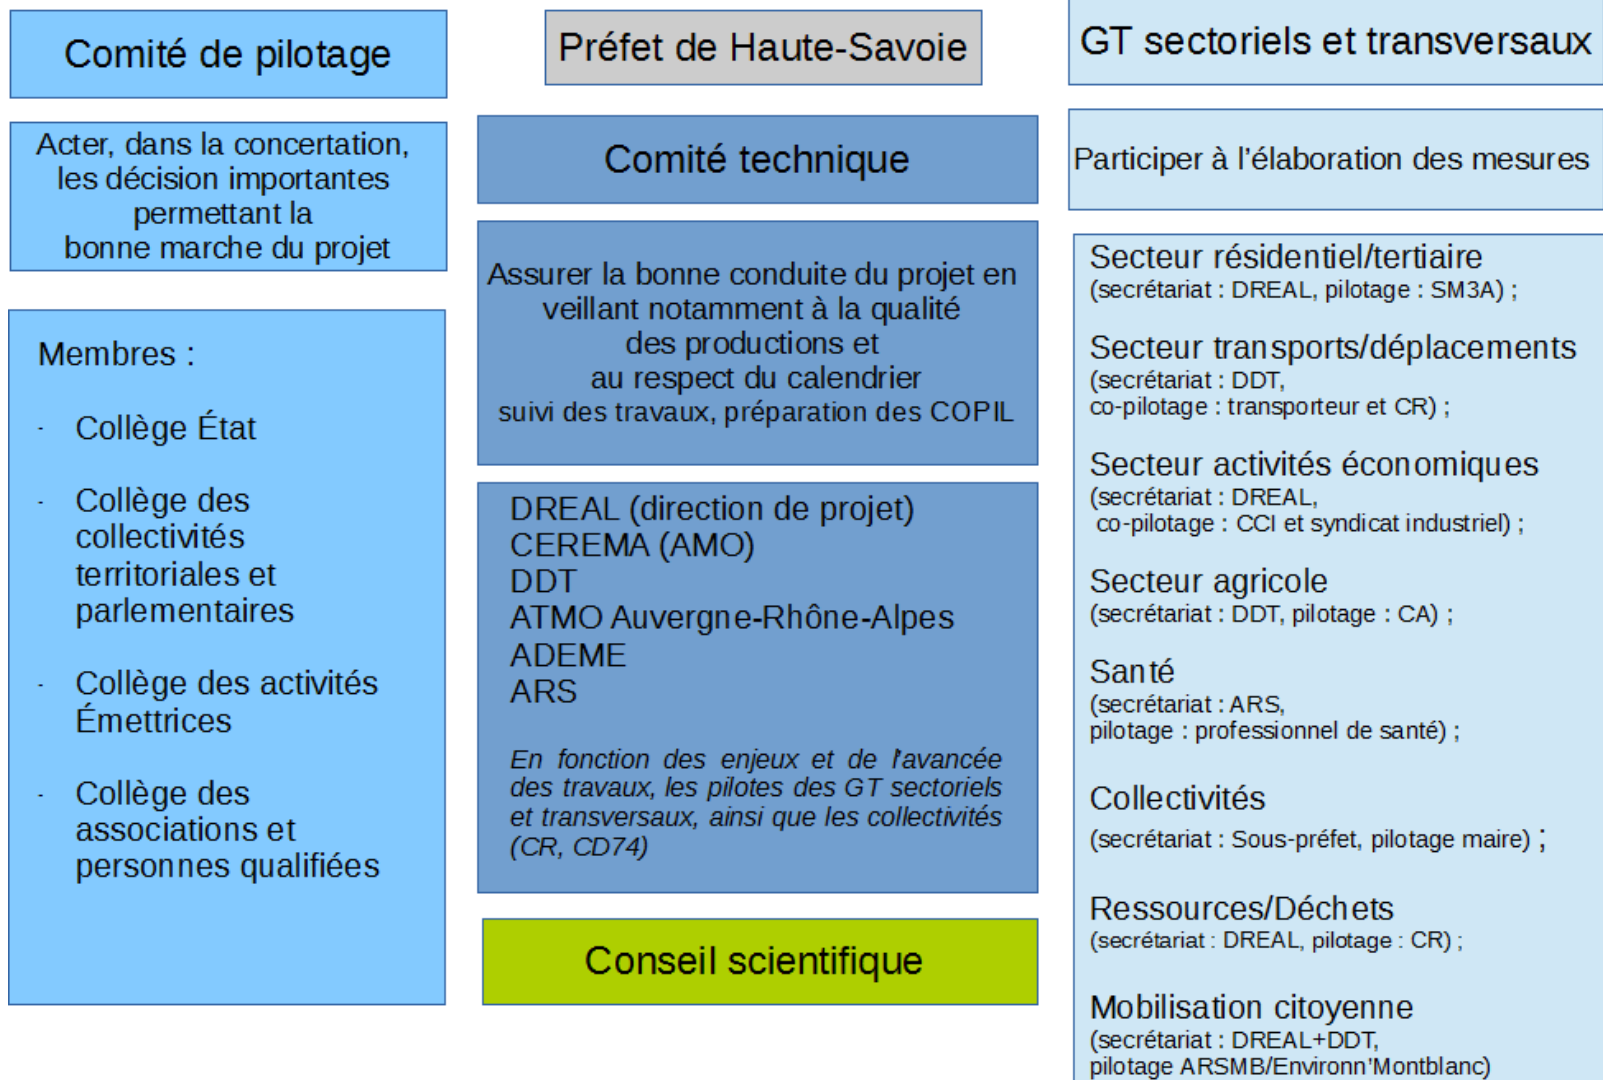 Comité de pilotage
Acter, dans la concertation,
les décision importantes
permettant la
bonne marche du projet
Membres :
- Collège État
- Collège des
collectivités
territoriales et
parlementaires
- Collège des activités
Émettrices
- Collège des
associations et
personnes qualifiées
Préfet de Haute-Savoie
Comité technique
Assurer la bonne conduite du projet en
veillant notamment à la qualité
des productions et
au respect du calendrier
suivi des travaux, préparation des COPIL
DREAL (direction de projet)
CEREMA (AMO)
DDT
ATMO Auvergne-Rhône-Alpes
ADEME
ARS
En fonction des enjeux et de l'avancée
des travaux, les pilotes des GT sectoriels
et transversaux, ainsi que les collectivités
(CR, CD74)
Conseil scientifique
GT sectoriels et transversaux
Participer à l’élaboration des mesures
Secteur résidentiel/tertiaire
(secrétariat : DREAL, pilotage : SM3A) ;
Secteur transports/déplacements
(secrétariat : DDT,
co-pilotage : transporteur et CR) ;
Secteur activités économiques
(secrétariat : DREAL,
co-pilotage : CCI et syndicat industriel) ;
Secteur agricole
(secrétariat : DDT, pilotage : CA) ;
Santé
(secrétariat : ARS,
pilotage : professionnel de santé) ;
Collectivités
(secrétariat : Sous-préfet, pilotage maire) ;
Ressources/Déchets
(secrétariat : DREAL, pilotage : CR) ;
Mobilisation citoyenne
(secrétariat : DREAL+DDT,
pilotage ARSMB/Environn’Montblanc)